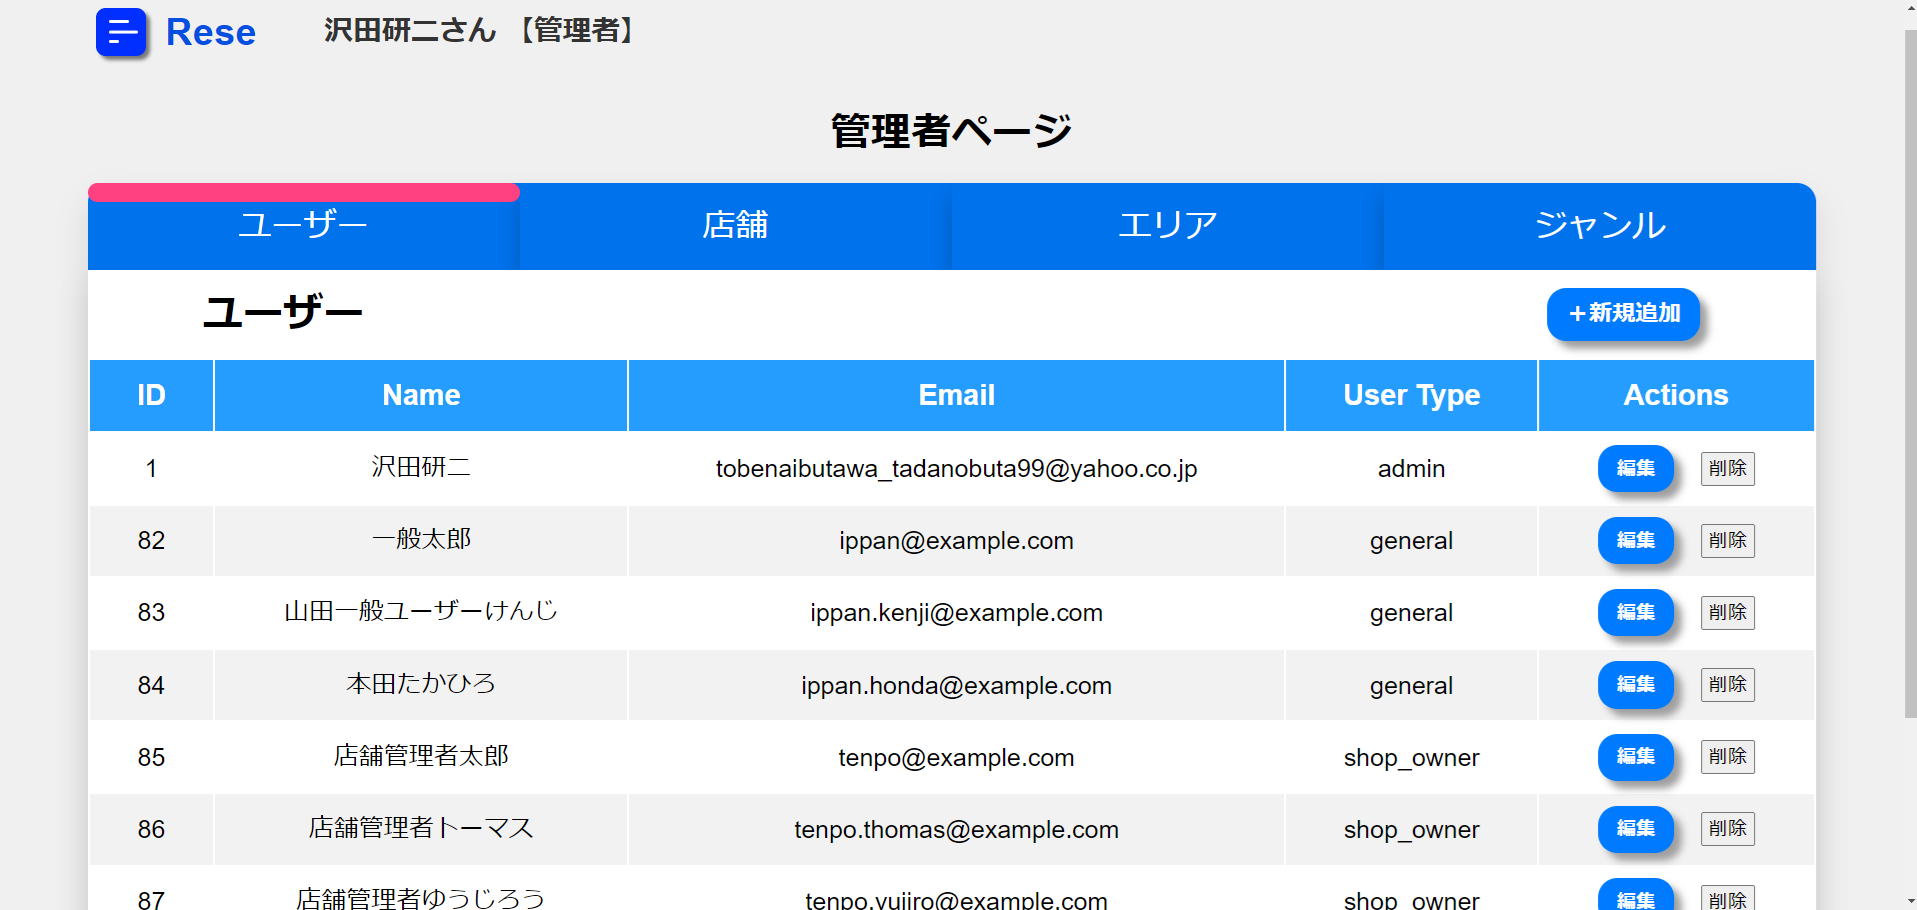 Rese 沢田研二さん 【管理者】
管理者ページ
ユーザー 店舗 エリア ジャンル
ユーザー ＋新規追加
ID Name Email User Type Actions
1 沢田研二 tobenaibutawa_tadanobuta99@yahoo.co.jp admin 編集 削除
82 一般太郎 ippan@example.com general 編集 削除
83 山田一般ユーザーけんじ ippan.kenji@example.com general 編集 削除
84 本田たかひろ ippan.honda@example.com general 編集 削除
85 店舗管理者太郎 tenpo@example.com shop_owner 編集 削除
86 店舗管理者トーマス tenpo.thomas@example.com shop_owner 編集 削除
87 店舗管理者ゆうじろう tenpo.yujiro@example.com shop_owner 編集 削除